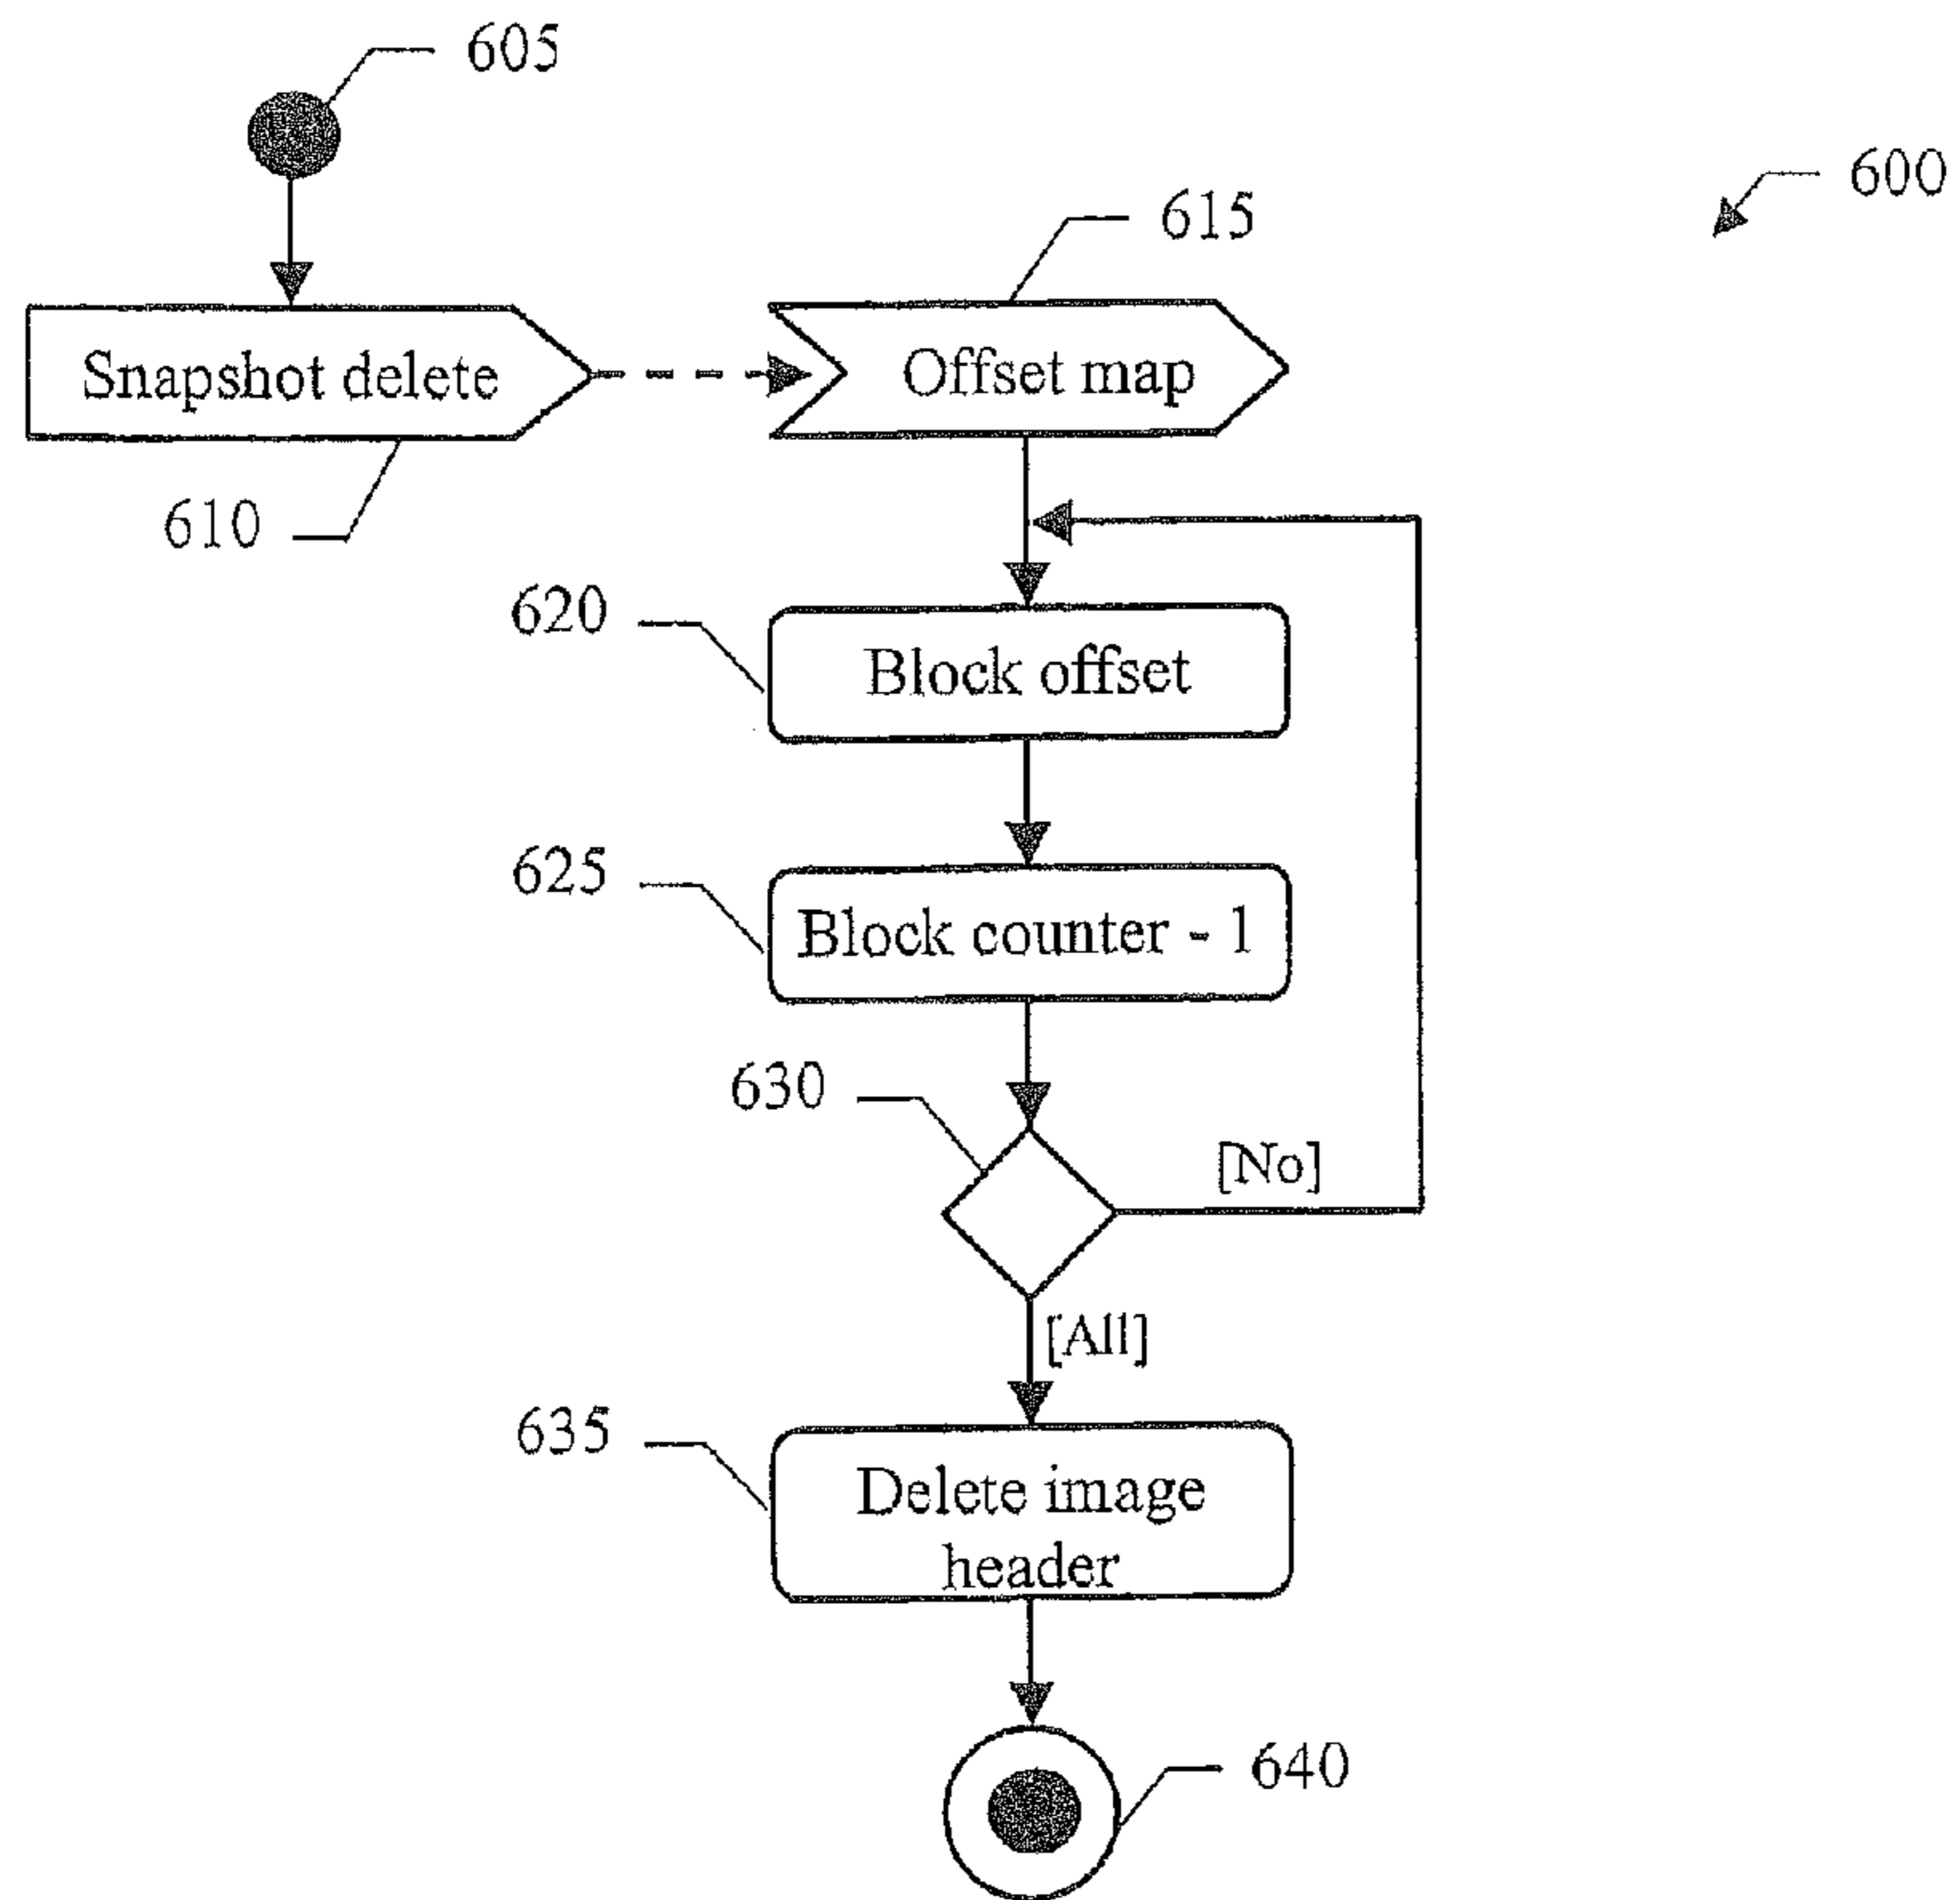 605
600
615
Snapshot delete
Offset map
610
620
Block offset
625
Block counter - 1
630
[No]
[All]
635
Delete image
header
640